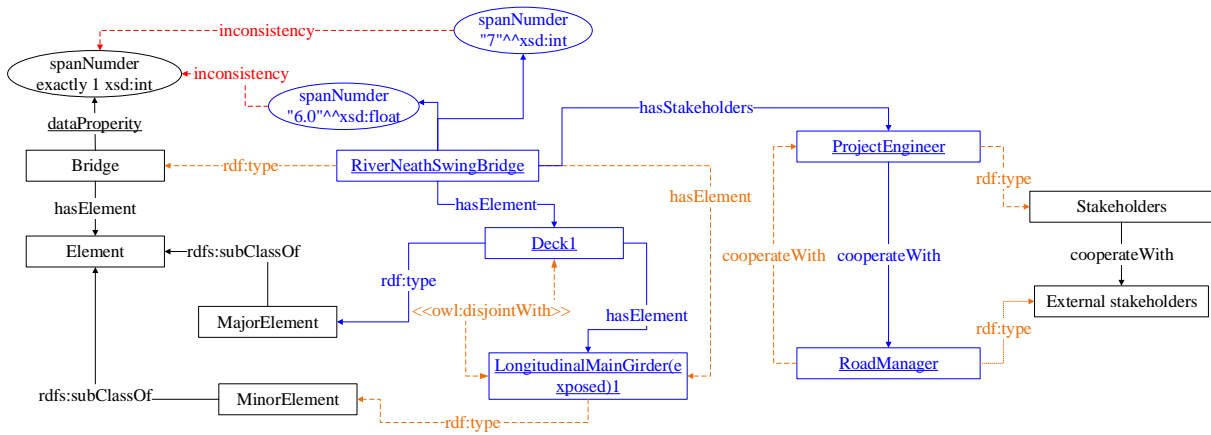 spanNumder
"7"^^xsd:int
inconsistency
spanNumder
exactly 1 xsd:int
inconsistency
spanNumder
"6.0"^^xsd:float
hasStakeholders
dataProperity
Bridge
rdf:type
RiverNeathSwingBridge
ProjectEngineer
rdf:type
hasElement
hasElement
hasElement
Stakeholders
Element
rdfs:subClassOf
Deck1
cooperateWith
cooperateWith
cooperateWith
rdf:type
<<owl:disjointWith>>
External stakeholders
MajorElement
hasElement
rdf:type
LongitudinalMainGirder(e
xposed)1
RoadManager
rdfs:subClassOf
MinorElement
rdf:type